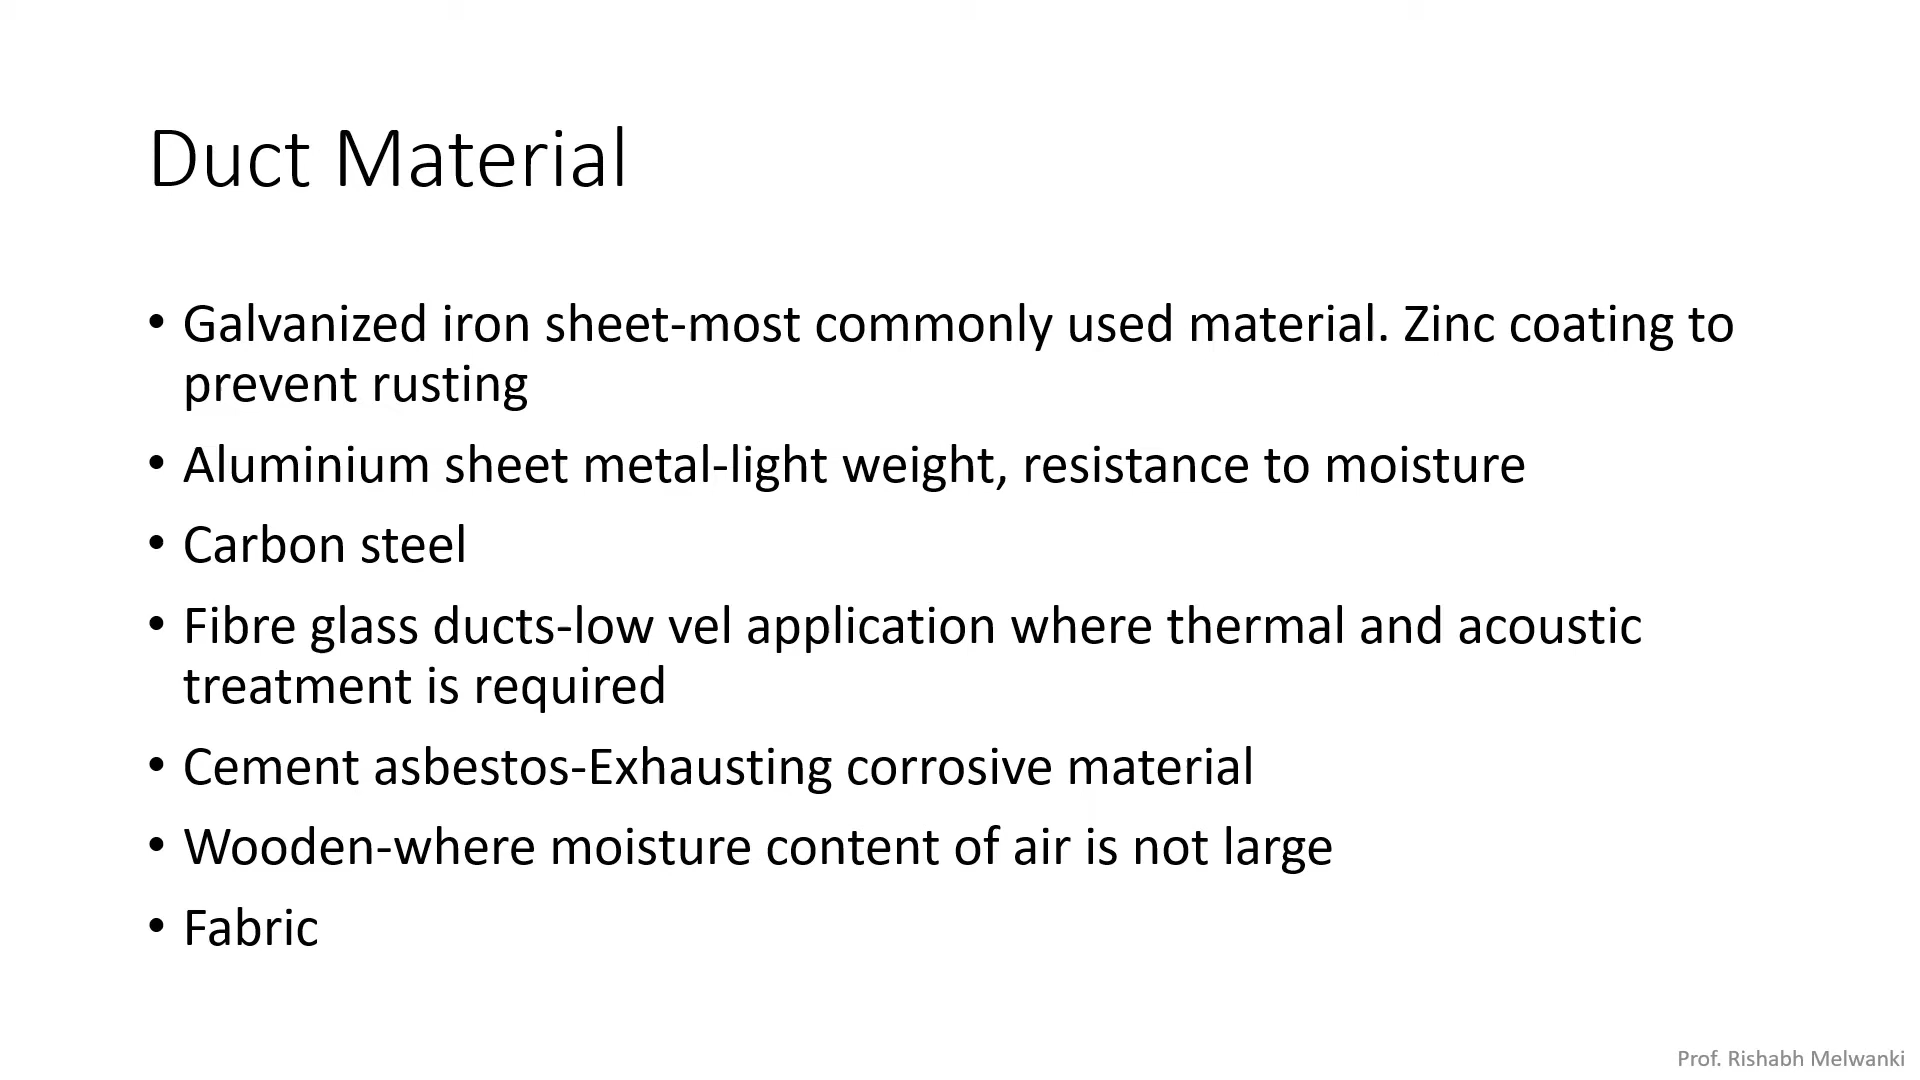 Duct Material
• Galvanized iron sheet-most commonly used material. Zinc coating to
prevent rusting
• Aluminium sheet metal-light weight, resistance to moisture
• Carbon steel
• Fibre glass ducts-low vel application where thermal and acoustic
treatment is required
• Cement asbestos-Exhausting corrosive material
• Wooden-where moisture content of air is not large
• Fabric
Prof. Rishabh Melwanki